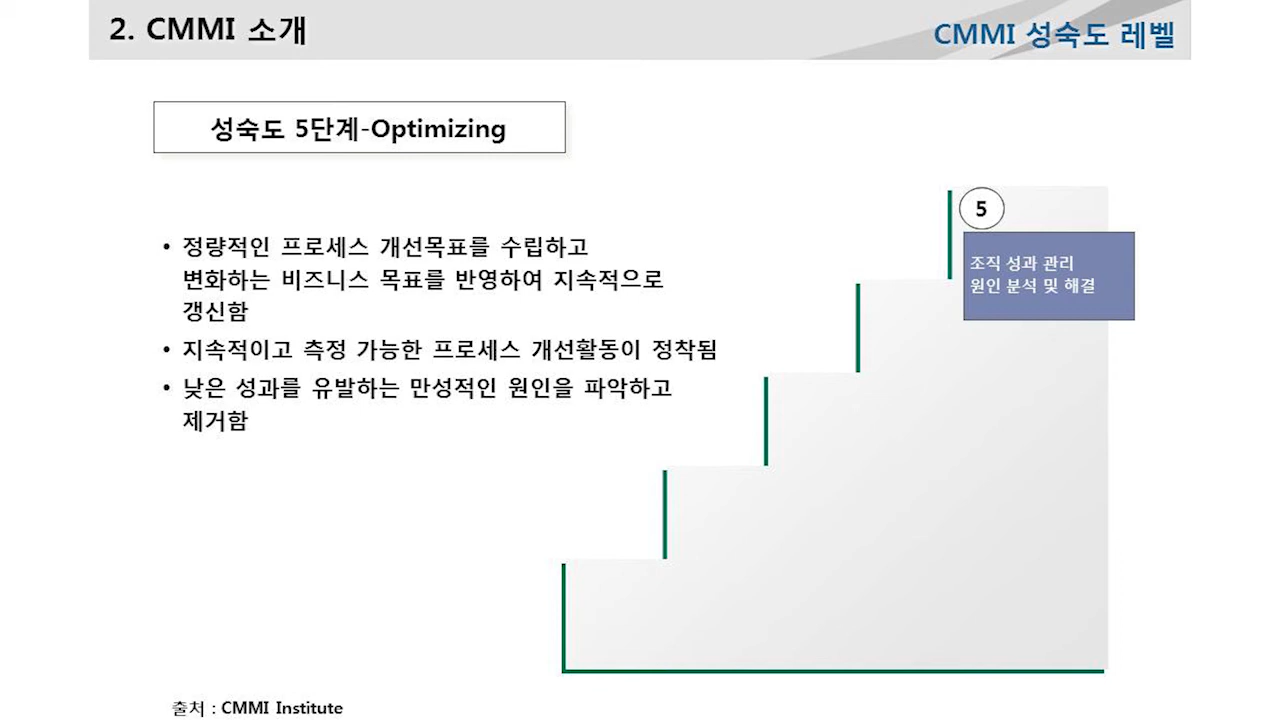 2. CMMI 소개
CMMI 성숙도 레벨
성숙도 5단계-Optimizing
• 정량적인 프로세스 개선목표를 수립하고
변화하는 비즈니스 목표를 반영하여 지속적으로
갱신함
• 지속적이고 측정 가능한 프로세스 개선활동이 정착됨
• 낮은 성과를 유발하는 만성적인 원인을 파악하고
제거함
5
조직 성과 관리
원인 분석 및 해결
출처 : CMMI Institute